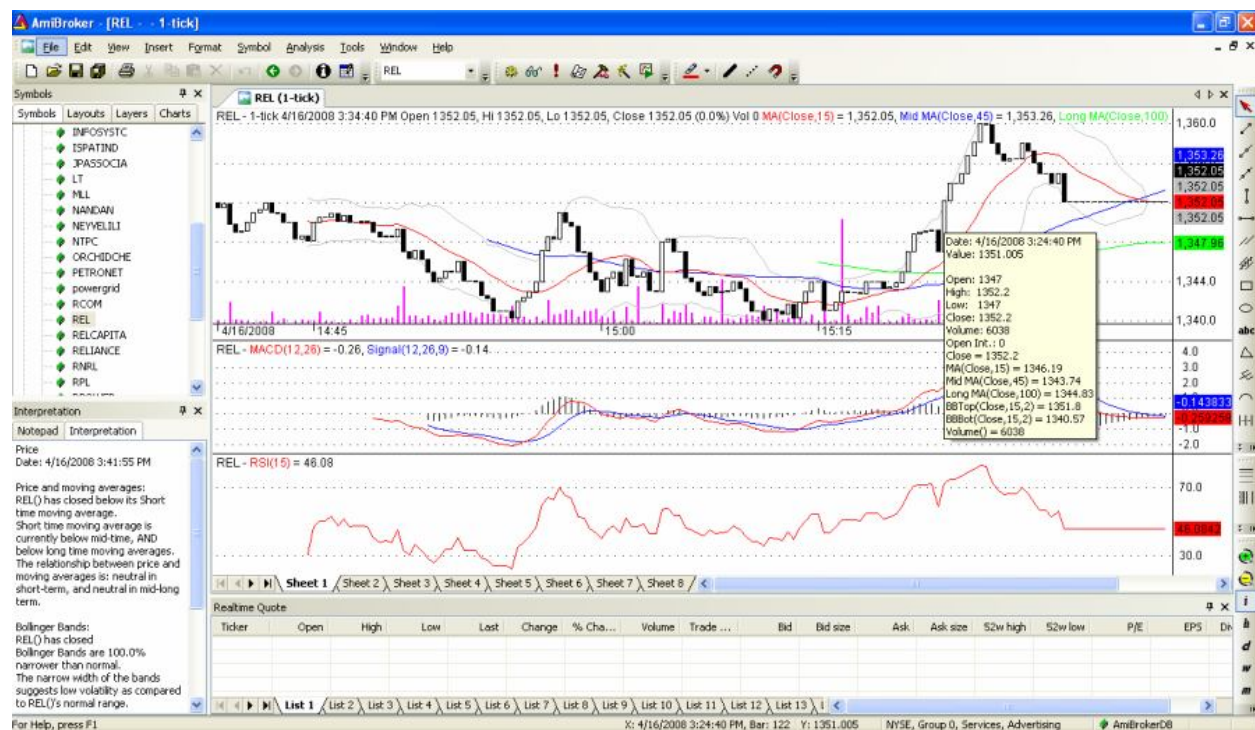 AmiBroker - [REL - - 1-tick]
File Edit View Insert Format Symbol Analysis Tools Window Help
REL
Symbols
Symbols Layouts Layers Charts
INFOSYSTC
ISPATIND
JPASSOCIA
LT
MLL
NANDAN
NEYVELILI
NTPC
ORCHIDCHE
PETRONET
powergrid
RCOM
REL
RELCAPITA
RELIANCE
RNRL
RPL
Interpretation
Notepad Interpretation
Price
Date: 4/16/2008 3:41:55 PM
Price and moving averages:
REL() has closed below its Short
time moving average.
Short time moving average is
currently below mid-time, AND
below long time moving averages.
The relationship between price and
moving averages is: neutral in
short-term, and neutral in mid-long
term.
Bollinger Bands:
REL() has closed
Bollinger Bands are 100.0%
narrower than normal.
The narrow width of the bands
suggests low volatility as compared
to REL()'s normal range.
REL (1-tick)
REL - 1-tick 4/16/2008 3:34:40 PM Open 1352.05, Hi 1352.05, Lo 1352.05, Close 1352.05 (0.0%) Vol 0 MA(Close,15) = 1,352.05, Mid MA(Close,45) = 1,353.26, Long MA(Close,100)
1,360.0
1,353.26
1,352.05
1,352.05
1,352.05
1,352.05
1,347.96
1,344.0
1,340.0
4/16/2008 14:45 15:00 15:15
Date: 4/16/2008 3:24:40 PM
Value: 1351.005
Open: 1347
High: 1352.2
Low: 1347
Close: 1352.2
Volume: 6038
Open Int.: 0
Close = 1352.2
MA(Close,15) = 1346.19
Mid MA(Close,45) = 1343.74
Long MA(Close,100) = 1344.83
BBTop(Close,15,2) = 1351.8
BBBot(Close,15,2) = 1340.57
Volume() = 6038
REL - MACD(12,26) = -0.26, Signal(12,26,9) = -0.14
4.0
3.0
2.0
-0.143833
-1.0
-2.0
REL - RSI(15) = 46.08
70.0
46.0843
30.0
Sheet 1 Sheet 2 Sheet 3 Sheet 4 Sheet 5 Sheet 6 Sheet 7 Sheet 8
Realtime Quote
Ticker Open High Low Last Change % Cha... Volume Trade ... Bid Bid size Ask Ask size 52w high 52w low P/E EPS
List 1 List 2 List 3 List 4 List 5 List 6 List 7 List 8 List 9 List 10 List 11 List 12 List 13
abc
i
h
d
w
m
For Help, press F1
X: 4/16/2008 3:24:40 PM, Bar: 122 Y: 1351.005 NYSE, Group 0, Services, Advertising AmiBrokerDB